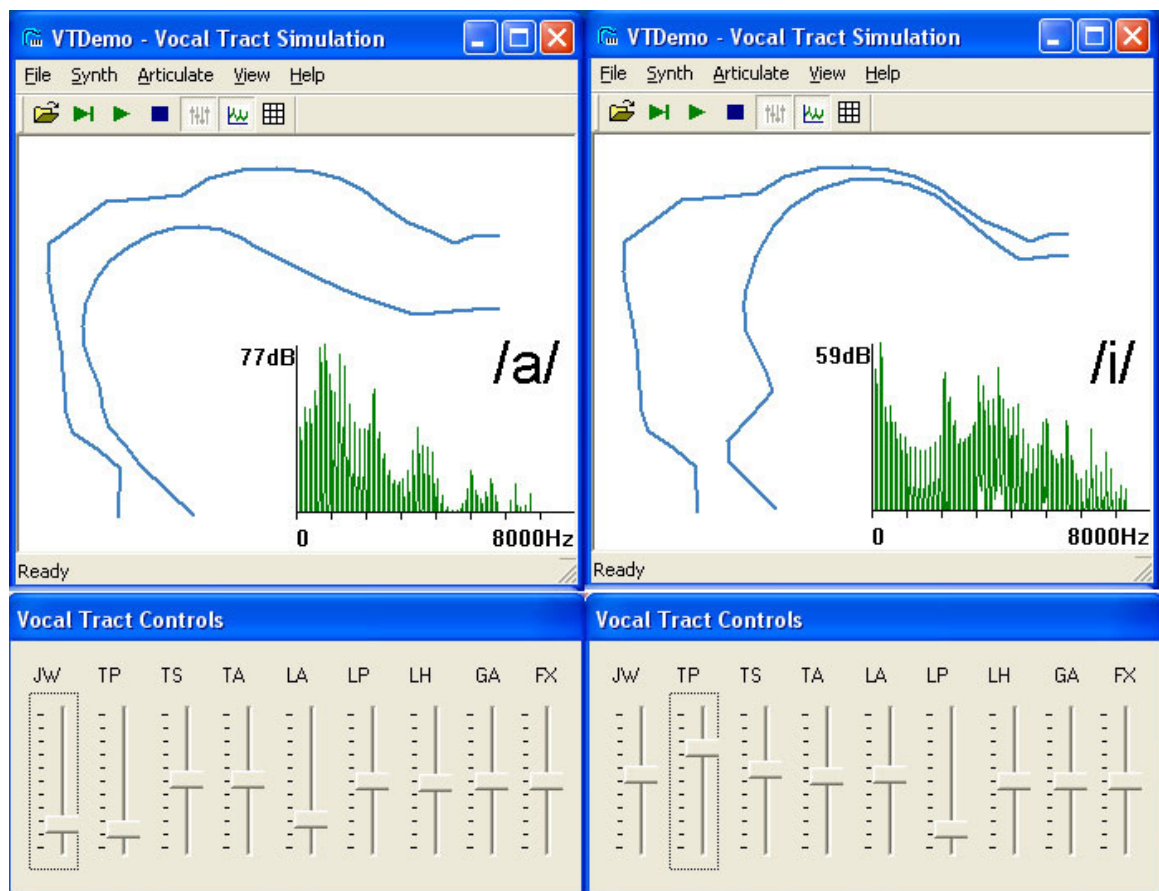 VTDemo - Vocal Tract Simulation
File Synth Articulate View Help
77dB
/a/
0 8000Hz
Ready
Vocal Tract Controls
JW TP TS TA LA LP LH GA FX
VTDemo - Vocal Tract Simulation
File Synth Articulate View Help
59dB
/i/
0 8000Hz
Ready
Vocal Tract Controls
JW TP TS TA LA LP LH GA FX